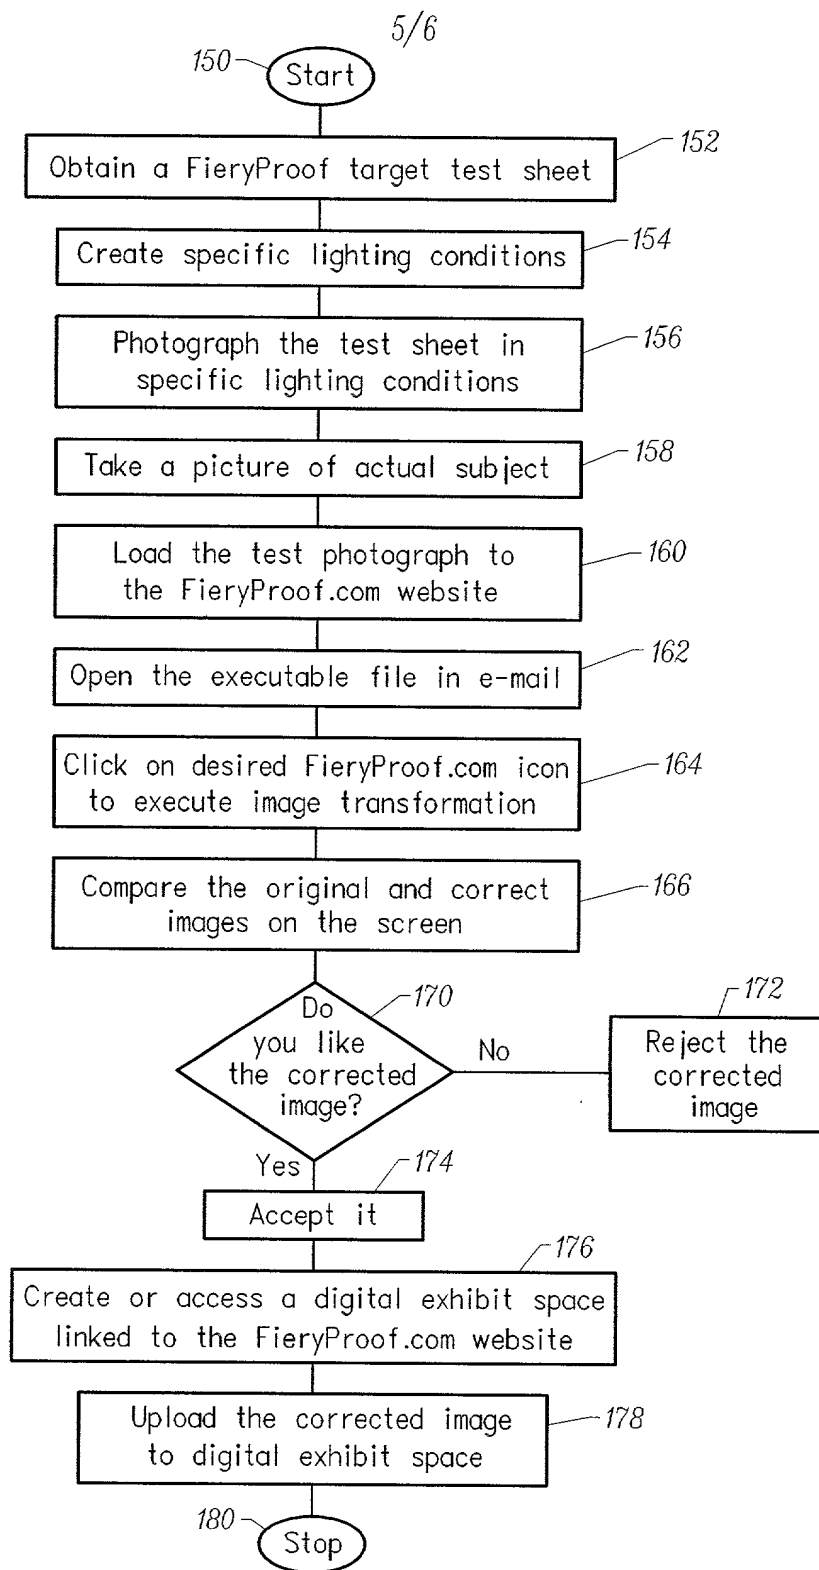 5/6
150
Start
152
Obtain a FieryProof target test sheet
154
Create specific lighting conditions
156
Photograph the test sheet in
specific lighting conditions
158
Take a picture of actual subject
160
Load the test photograph to
the FieryProof.com website
162
Open the executable file in e-mail
164
Click on desired FieryProof.com icon
to execute image transformation
166
Compare the original and correct
images on the screen
170
Do
you like
the corrected
image?
No
172
Reject the
corrected
image
Yes
174
Accept it
176
Create or access a digital exhibit space
linked to the FieryProof.com website
178
Upload the corrected image
to digital exhibit space
180
Stop